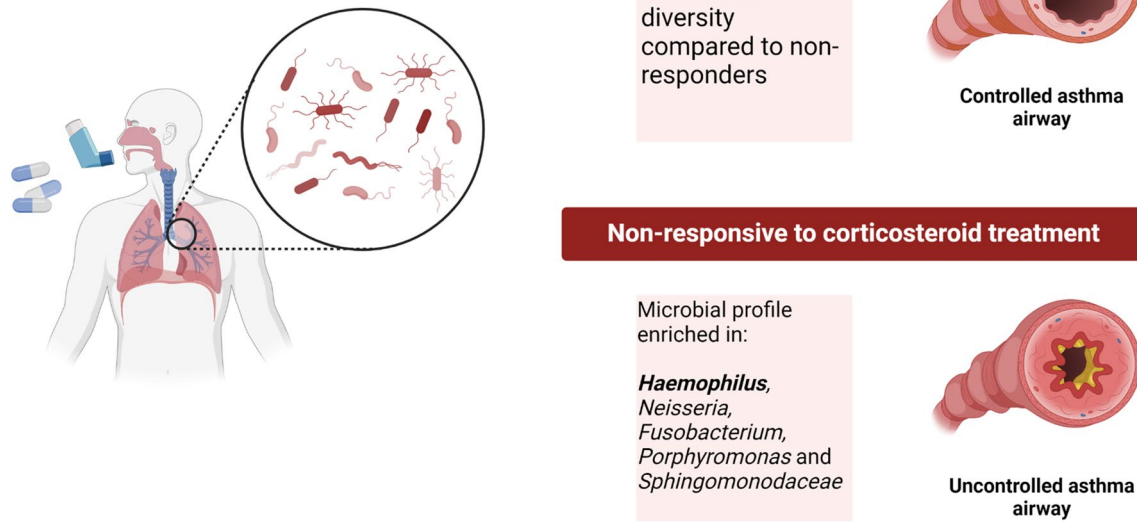 diversity
compared to non-
responders
Controlled asthma
airway
Non-responsive to corticosteroid treatment
Microbial profile
enriched in:
Haemophilus,
Neisseria,
Fusobacterium,
Porphyromonas and
Sphingomonodaceae
Uncontrolled asthma
airway